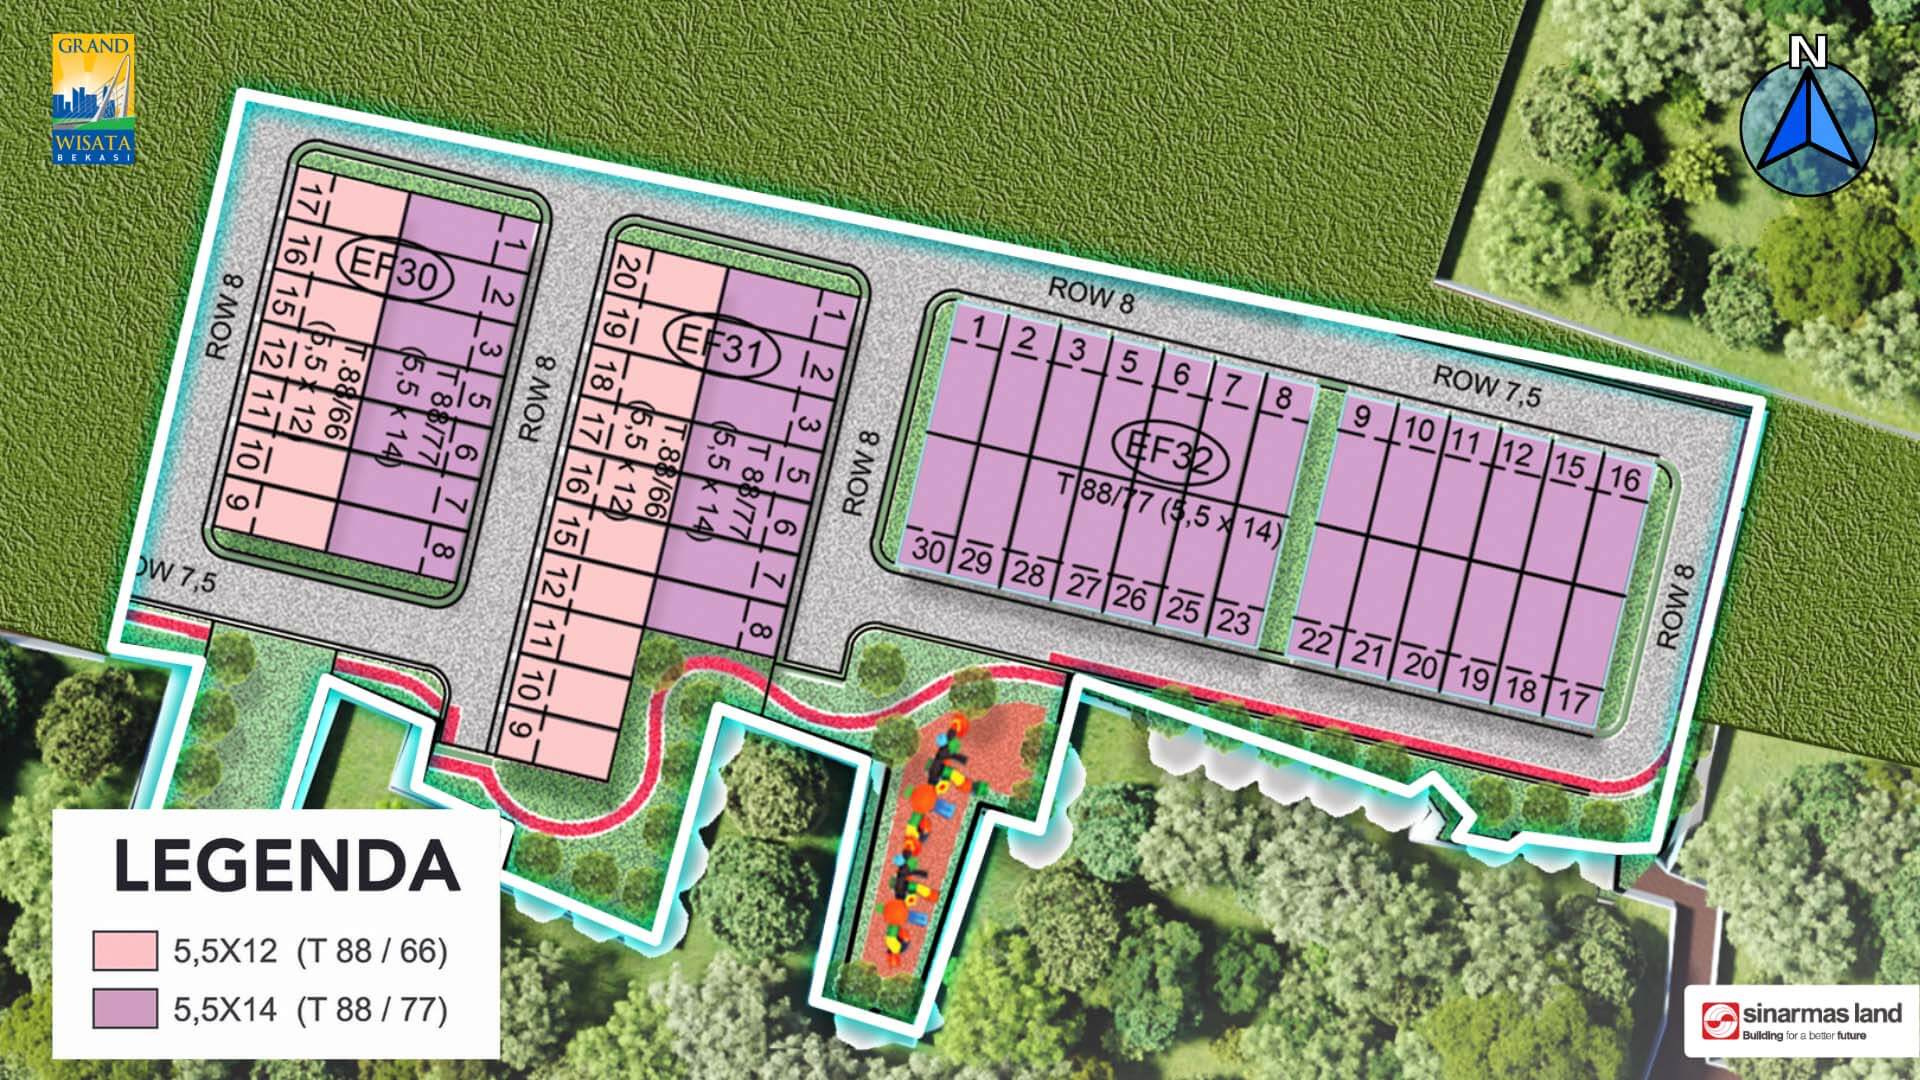 GRAND
WISATA
BEKASI
N
ROW 8
17
16
15
12
11
10
9
EF30
T.88/66
(5,5 x 12)
T 88/77
(5,5 x 14)
1
2
3
5
6
7
8
ROW 8
20
19
18
17
16
15
12
11
10
9
EF31
T.88/66
(5,5 x 12)
T 88/77
(5,5 x 14)
1
2
3
5
6
7
8
ROW 8
ROW 8
ROW 7,5
1 2 3 5 6 7 8 9 10 11 12 15 16
EF32
T 88/77 (5,5 x 14)
30 29 28 27 26 25 23 22 21 20 19 18 17
ROW 8
OW 7,5
LEGENDA
5,5X12 (T 88 / 66)
5,5X14 (T 88 / 77)
sinarmas land
Building for a better future